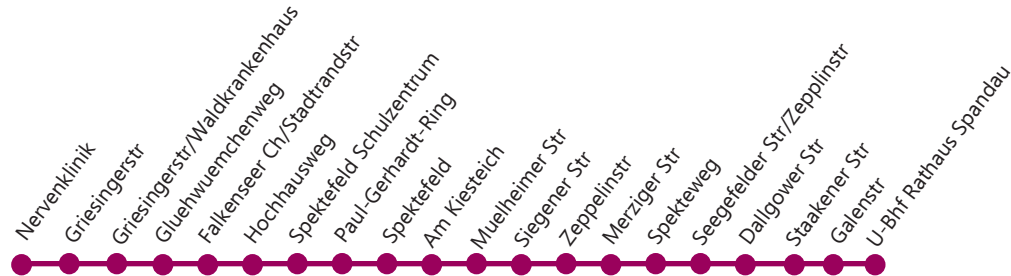 Nervenklinik
Griesingerstr
Griesingerstr/Waldkrankenhaus
Gluehwuemchenweg
Falkenseer Ch/Stadtrandstr
Hochhausweg
Spektefeld Schulzentrum
Paul-Gerhardt-Ring
Spektefeld
Am Kiesteich
Muelheimer Str
Siegener Str
Zeppelinstr
Merziger Str
Spekteweg
Seegefelder Str/Zepplinstr
Dallgower Str
Staakener Str
Galenstr
U-Bhf Rathaus Spandau